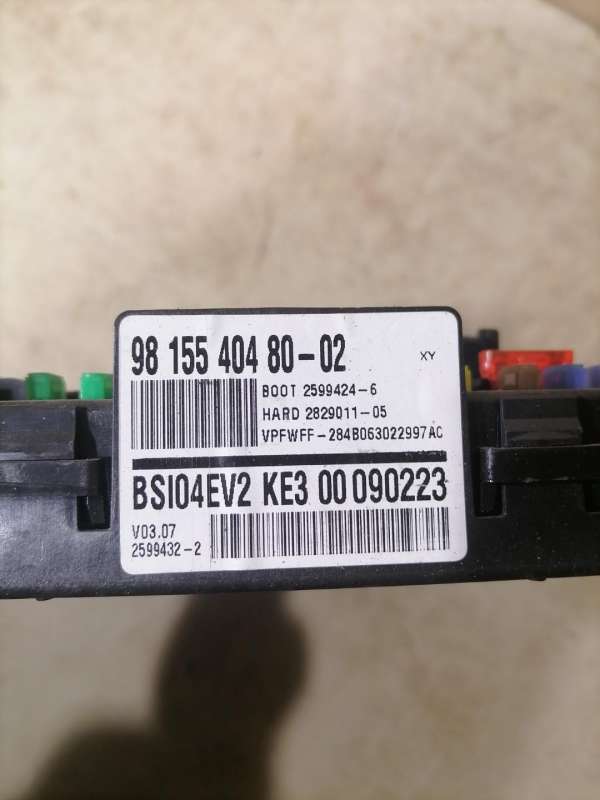 98 155 404 80-02
XY
BOOT 2599424-6
HARD 2829011-05
VPFWFF-284B063022997AC
BSI04EV2 KE3 00 090223
V03.07
2599432-2